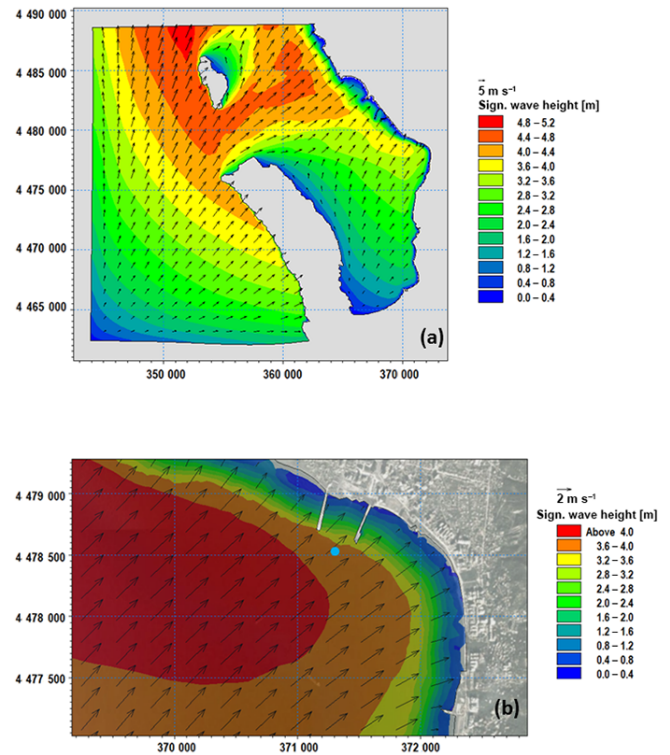 4 490 000
4 485 000
4 480 000
4 475 000
4 470 000
4 465 000
350 000
360 000
370 000
(a)
5 m s⁻¹
Sign. wave height [m]
4.8 – 5.2
4.4 – 4.8
4.0 – 4.4
3.6 – 4.0
3.2 – 3.6
2.8 – 3.2
2.4 – 2.8
2.0 – 2.4
1.6 – 2.0
1.2 – 1.6
0.8 – 1.2
0.4 – 0.8
0.0 – 0.4
4 479 000
4 478 500
4 478 000
4 477 500
370 000
371 000
372 000
(b)
2 m s⁻¹
Sign. wave height [m]
Above 4.0
3.6 – 4.0
3.2 – 3.6
2.8 – 3.2
2.4 – 2.8
2.0 – 2.4
1.6 – 2.0
1.2 – 1.6
0.8 – 1.2
0.4 – 0.8
0.0 – 0.4